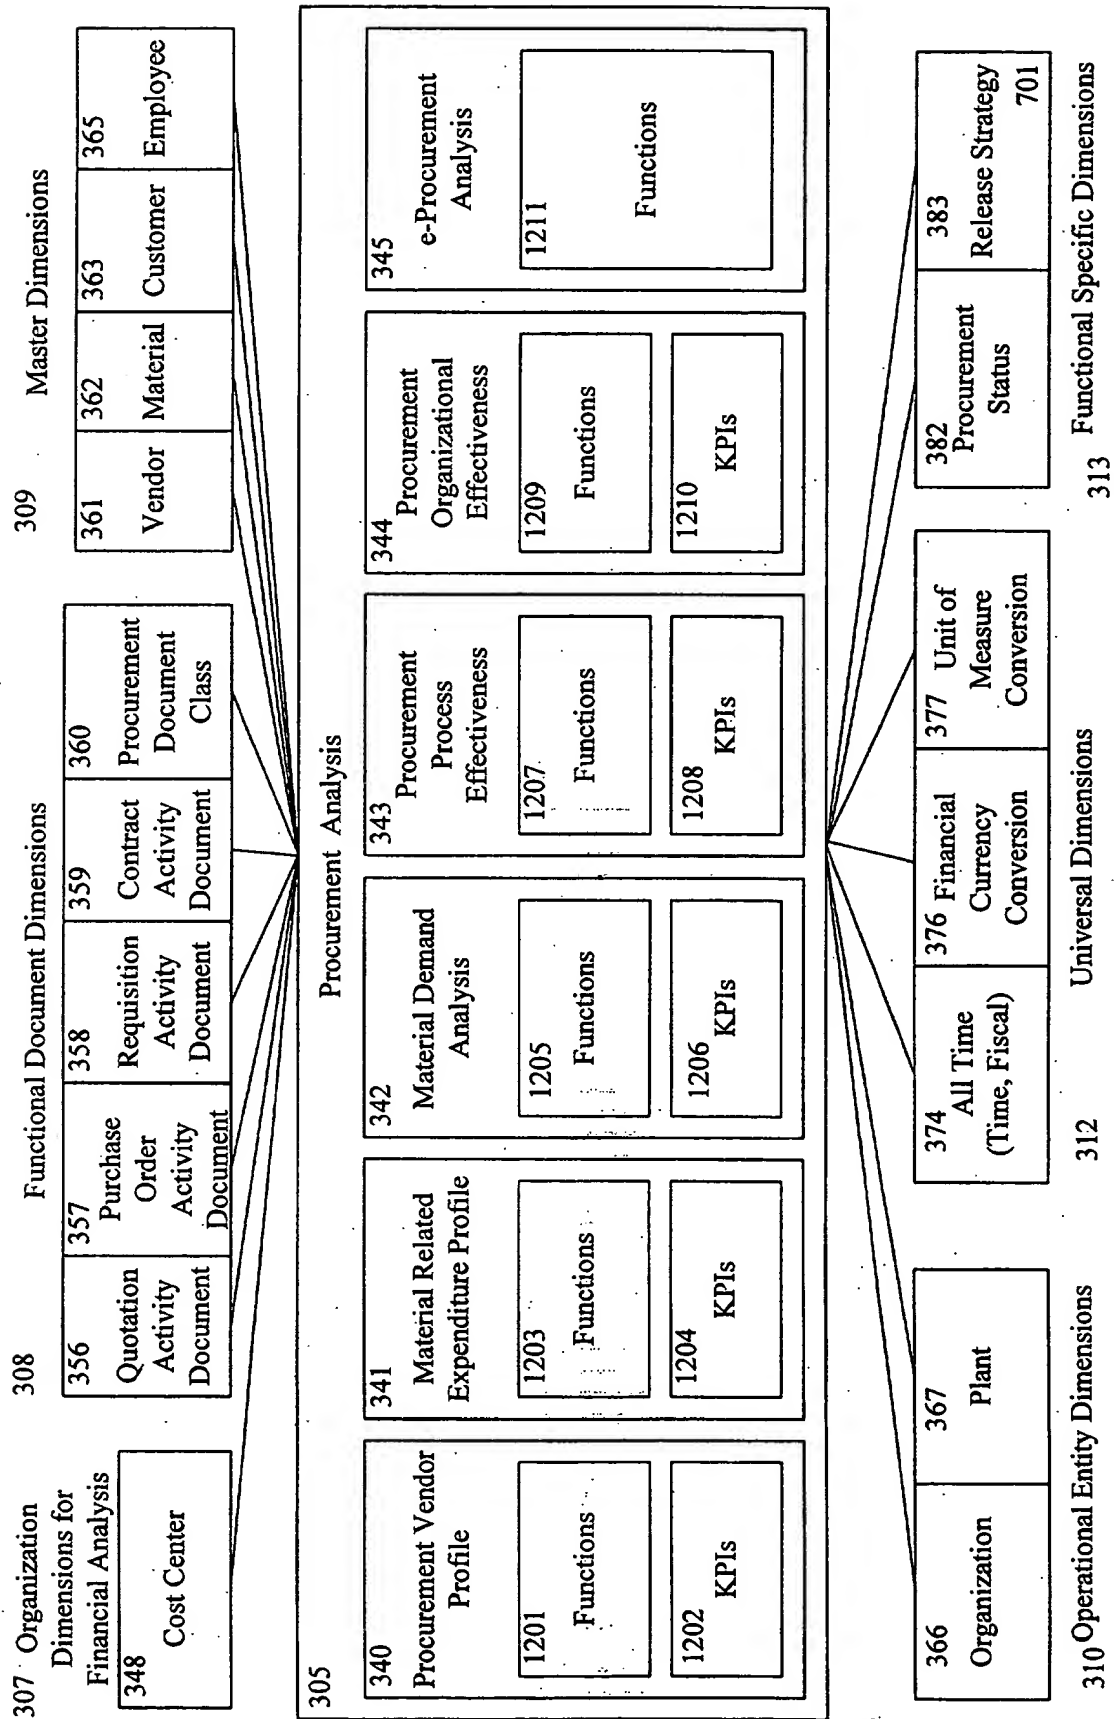 307 Organization
Dimensions for
Financial Analysis
348
Cost Center
308
Functional Document Dimensions
356
Quotation
Activity
Document
357
Purchase
Order
Activity
Document
358
Requisition
Activity
Document
359
Contract
Activity
Document
360
Procurement
Document
Class
309
Master Dimensions
361
Vendor
362
Material
363
Customer
365
Employee
305
Procurement Analysis
340
Procurement Vendor
Profile
1201
Functions
1202
KPIs
341
Material Related
Expenditure Profile
1203
Functions
1204
KPIs
342
Material Demand
Analysis
1205
Functions
1206
KPIs
343
Procurement
Process
Effectiveness
1207
Functions
1208
KPIs
344
Procurement
Organizational
Effectiveness
1209
Functions
1210
KPIs
345
e-Procurement
Analysis
1211
Functions
366
Organization
367
Plant
310 Operational Entity Dimensions
374
All Time
(Time, Fiscal)
376 Financial
Currency
Conversion
377 Unit of
Measure
Conversion
312
Universal Dimensions
382
Procurement
Status
383
Release Strategy
701
313
Functional Specific Dimensions